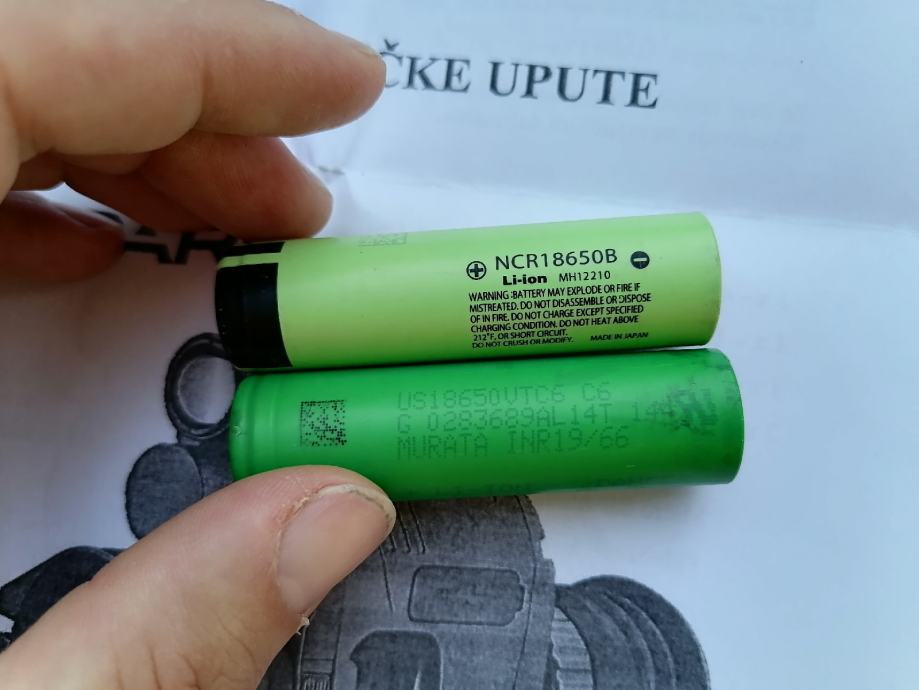 ČKE UPUTE
NCR18650B
Li-ion MH12210
WARNING :BATTERY MAY EXPLODE OR FIRE IF
MISTREATED. DO NOT DISASSEMBLE OR DISPOSE
OF IN FIRE. DO NOT CHARGE EXCEPT SPECIFIED
CHARGING CONDITION. DO NOT HEAT ABOVE
212°F, OR SHORT CIRCUIT.
DO NOT CRUSH OR MODIFY. MADE IN JAPAN
US18650VTC6 C6
G 0283689AL14T
MURATA INR19/66